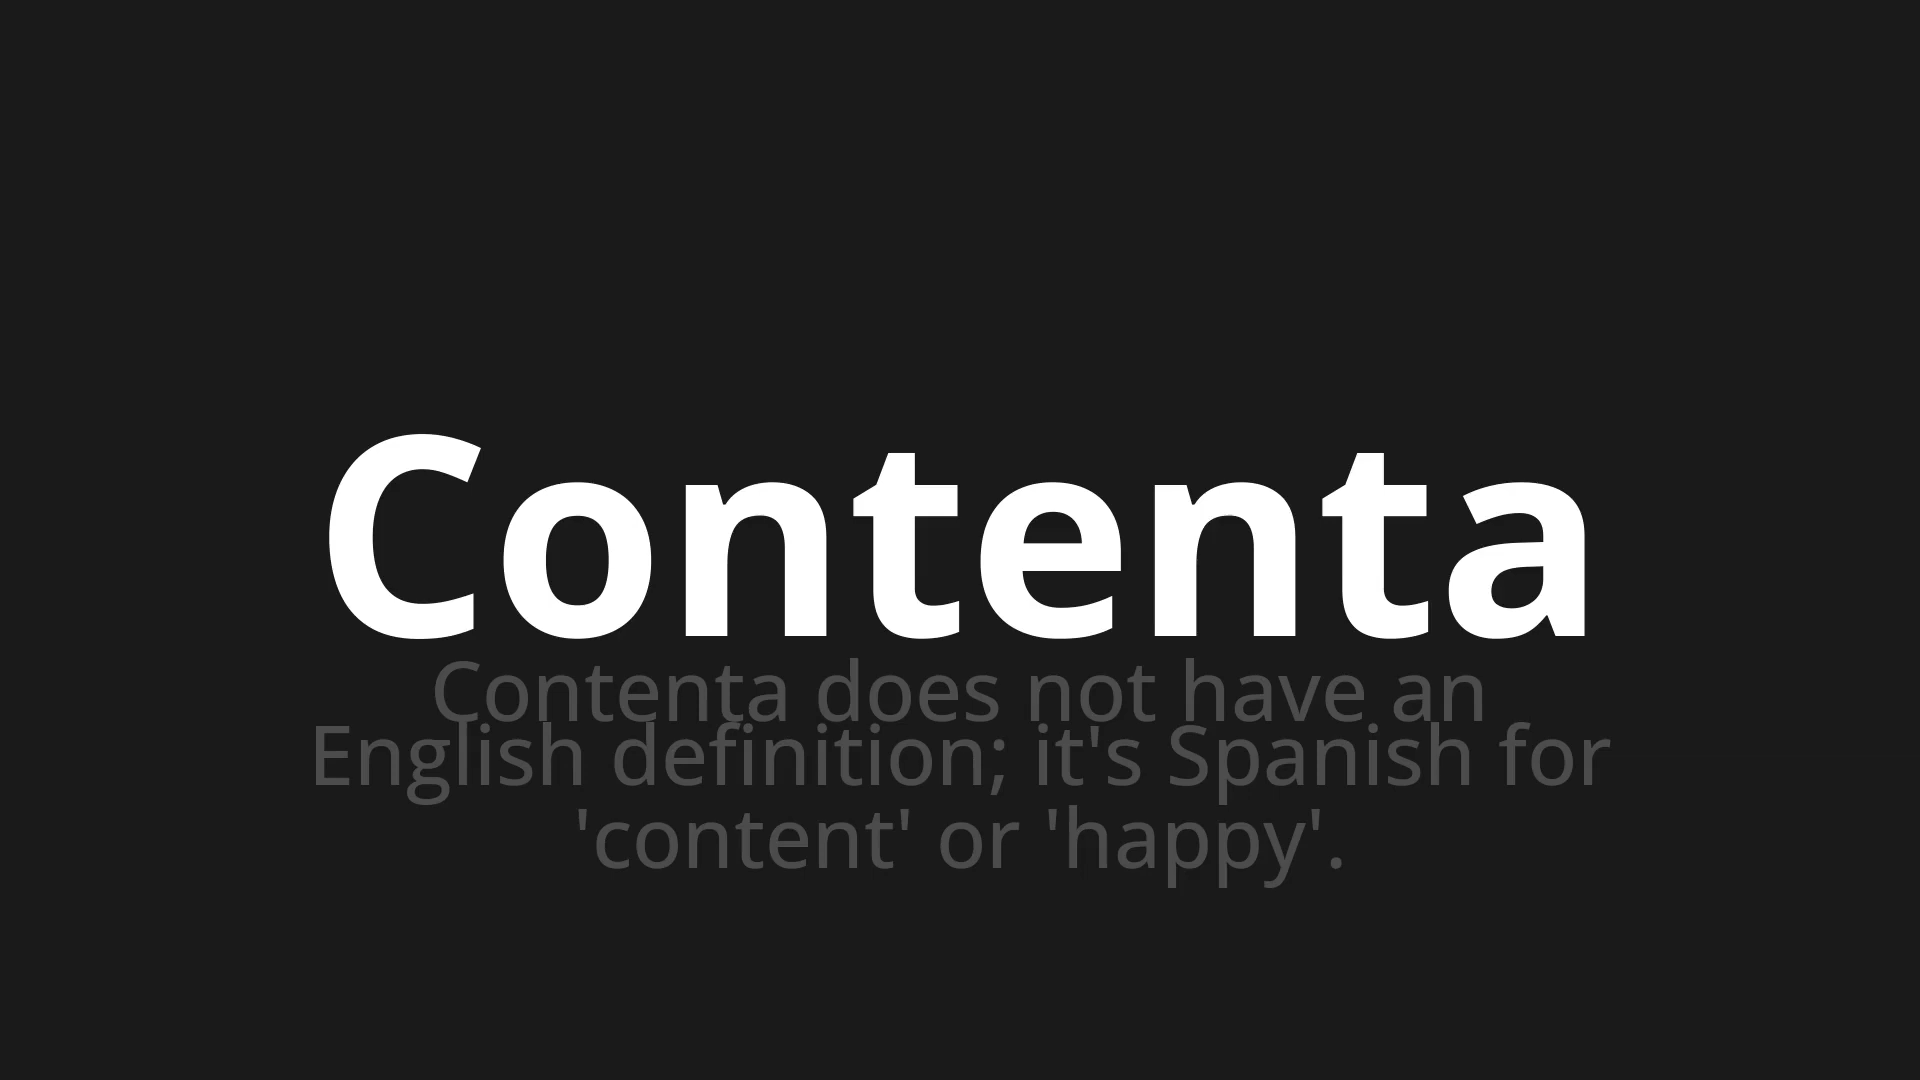 Contenta
Contenta does not have an
English definition; it's Spanish for
'content' or 'happy'.